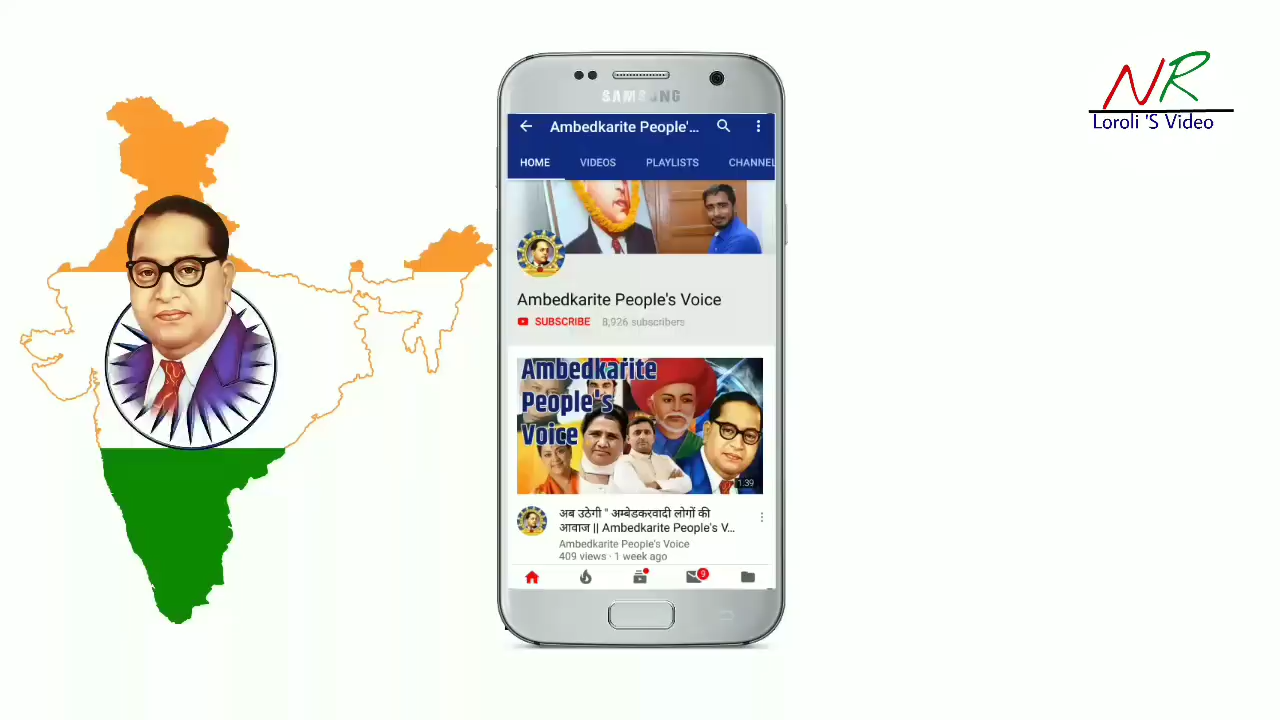 NR
Loroli 'S Video
SAMSUNG
Ambedkarite People'...
HOME VIDEOS PLAYLISTS CHANNEL
Ambedkarite People's Voice
SUBSCRIBE 8,926 subscribers
Ambedkarite
People's
Voice
1:39
अब उठेगी " अम्बेडकरवादी लोगों की
आवाज || Ambedkarite People's V...
Ambedkarite People's Voice
409 views · 1 week ago
9